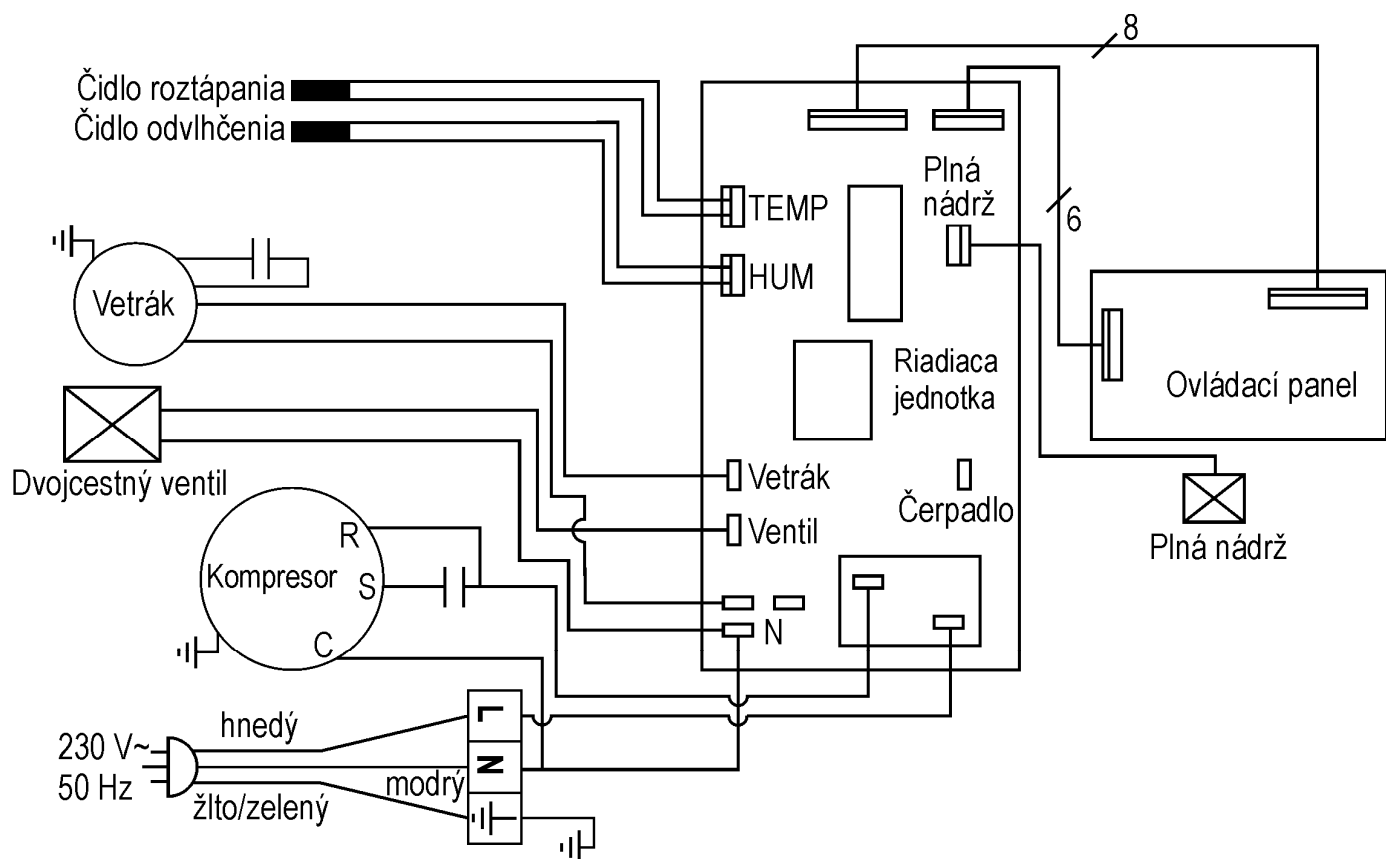 8
Čidlo roztápania
Čidlo odvlhčenia
Plná
nádrž
TEMP
6
HUM
Vetrák
Riadiaca
jednotka
Ovládací panel
Dvojcestný ventil
Vetrák
Čerpadlo
Ventil
Plná nádrž
R
Kompresor
S
N
C
L
hnedý
230 V~
N
modrý
50 Hz
žlto/zelený